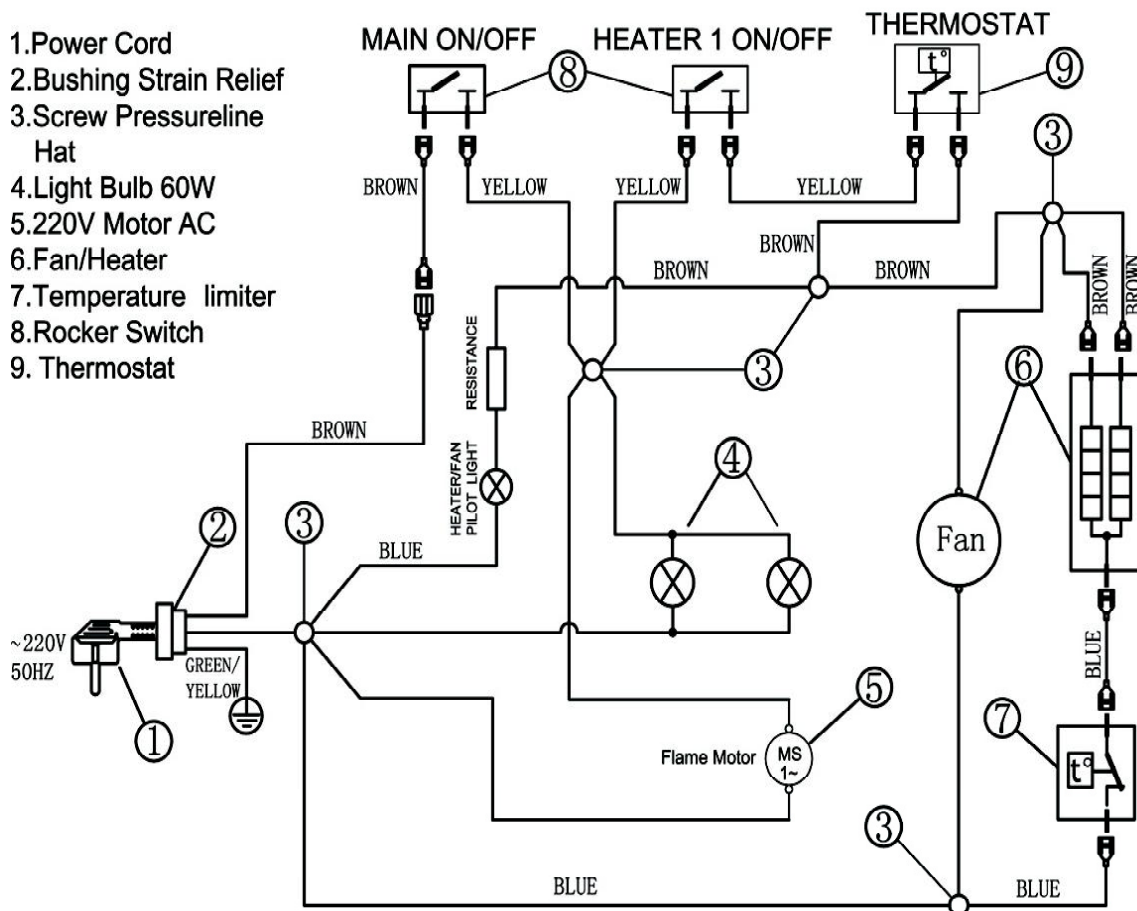 1.Power Cord
2.Bushing Strain Relief
3.Screw Pressureline
Hat
4.Light Bulb 60W
5.220V Motor AC
6.Fan/Heater
7.Temperature limiter
8.Rocker Switch
9. Thermostat
MAIN ON/OFF
HEATER 1 ON/OFF
THERMOSTAT
t°
8
9
3
BROWN
YELLOW
YELLOW
YELLOW
BROWN
BROWN
BROWN
BROWN
BROWN
3
RESISTANCE
6
BROWN
HEATER/FAN
PILOT LIGHT
4
2
3
BLUE
Fan
~220V
50HZ
GREEN/
YELLOW
1
BLUE
5
7
Flame Motor
MS
1~
t°
3
BLUE
BLUE